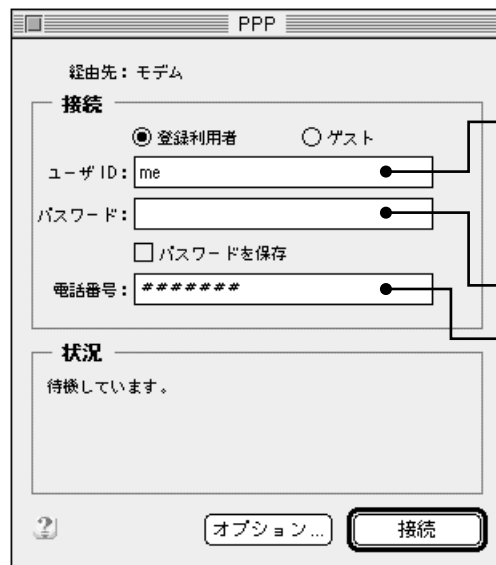 PPP
経由先：モデム
接続
登録利用者 ゲスト
ユーザ ID： me
パスワード：
パスワードを保存
電話番号： #######
状況
待機しています。
オプション... 接続